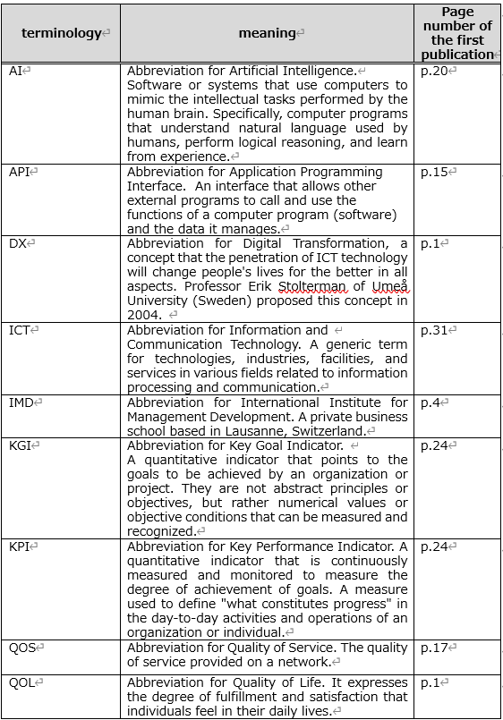 terminology meaning Page number of the first publication
AI p.20
Abbreviation for Artificial Intelligence.
Software or systems that use computers to
mimic the intellectual tasks performed by the
human brain. Specifically, computer programs
that understand natural language used by
humans, perform logical reasoning, and learn
from experience.
API p.15
Abbreviation for Application Programming
Interface.  An interface that allows other
external programs to call and use the
functions of a computer program (software)
and the data it manages.
DX p.1
Abbreviation for Digital Transformation, a
concept that the penetration of ICT technology
will change people's lives for the better in all
aspects. Professor Erik Stolterman of Umeå
University (Sweden) proposed this concept in
2004.
ICT p.31
Abbreviation for Information and
Communication Technology. A generic term
for technologies, industries, facilities, and
services in various fields related to information
processing and communication.
IMD p.4
Abbreviation for International Institute for
Management Development. A private business
school based in Lausanne, Switzerland.
KGI p.24
Abbreviation for Key Goal Indicator.
A quantitative indicator that points to the
goals to be achieved by an organization or
project. They are not abstract principles or
objectives, but rather numerical values or
objective conditions that can be measured and
recognized.
KPI p.24
Abbreviation for Key Performance Indicator. A
quantitative indicator that is continuously
measured and monitored to measure the
degree of achievement of goals. A measure
used to define "what constitutes progress" in
the day-to-day activities and operations of an
organization or individual.
QOS p.17
Abbreviation for Quality of Service. The quality
of service provided on a network.
QOL p.1
Abbreviation for Quality of Life. It expresses
the degree of fulfillment and satisfaction that
individuals feel in their daily lives.